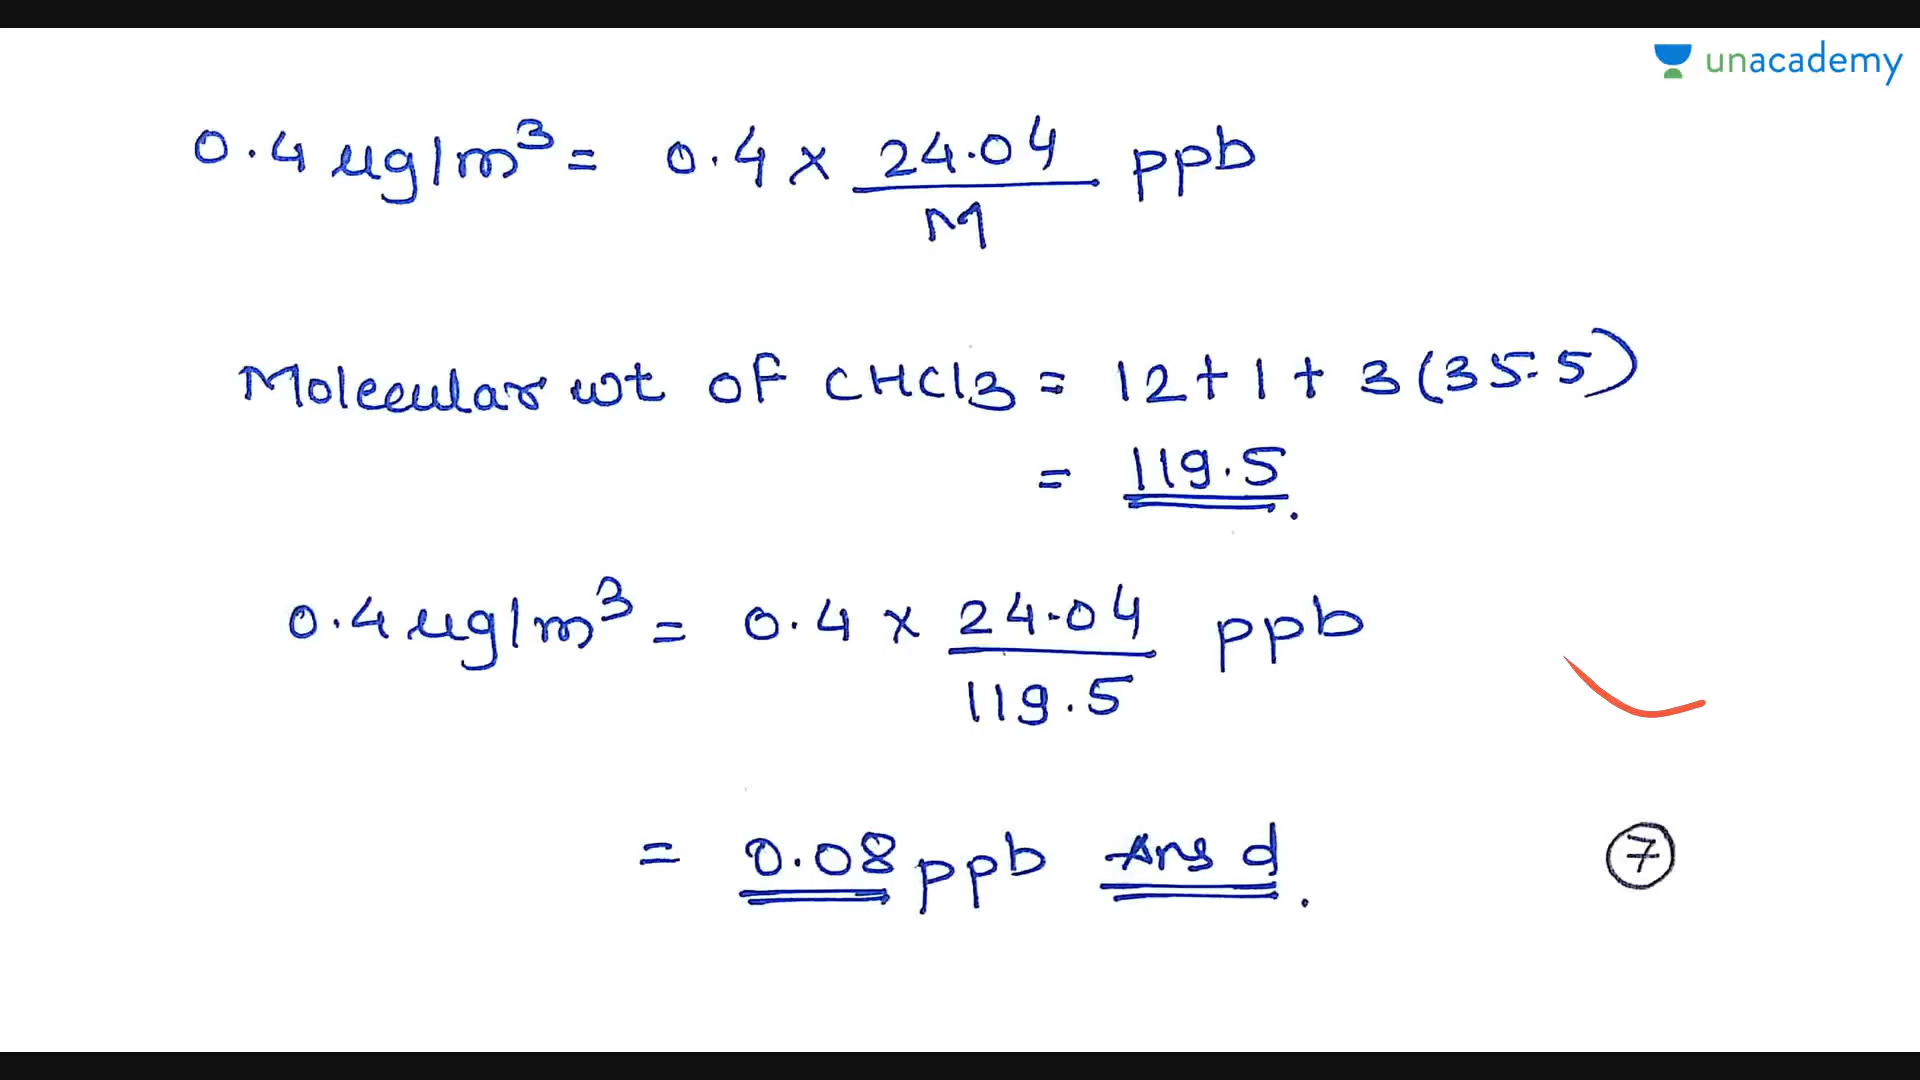 unacademy
0.4 ug/m³ = 0.4 x 24.04/M ppb
Molecular wt of CHCl3 = 12 + 1 + 3(35.5)
= 119.5.
0.4 ug/m³ = 0.4 x 24.04/119.5 ppb
= 0.08 ppb Ans d.
7